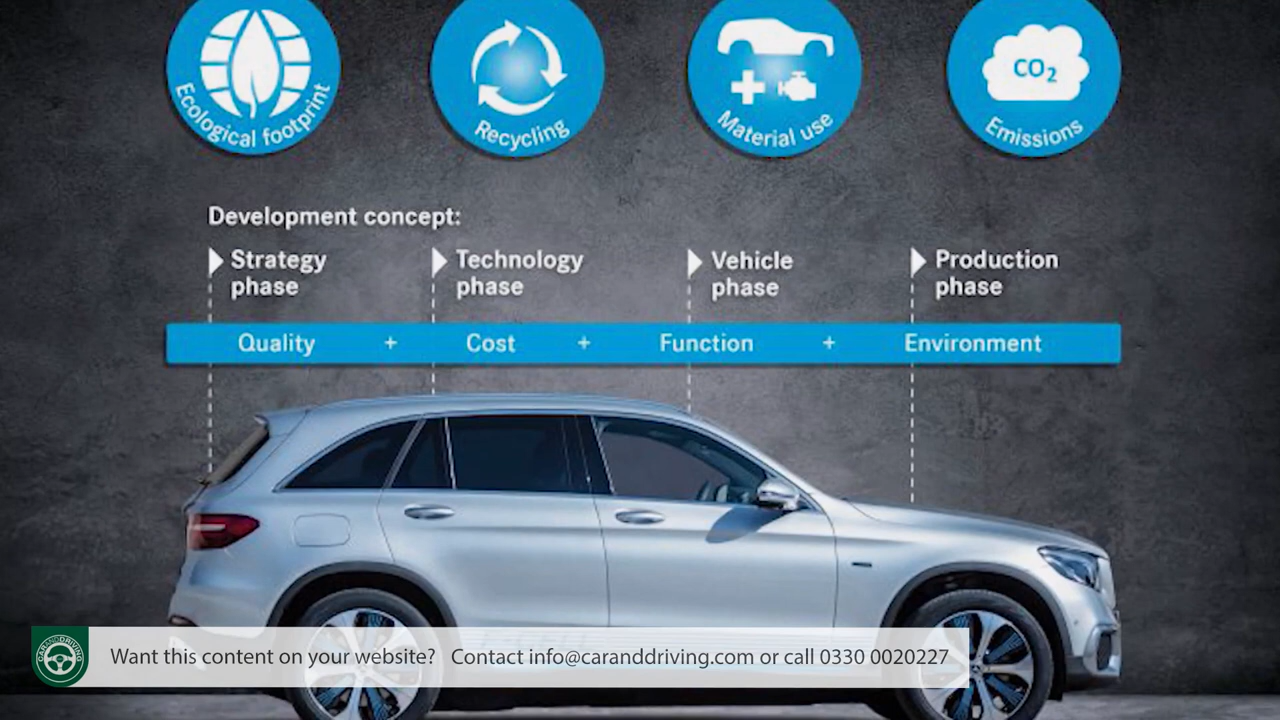 Ecological footprint
Recycling
Material use
CO₂
Emissions
Development concept:
Strategy phase
Technology phase
Vehicle phase
Production phase
Quality + Cost + Function + Environment
CARANDDRIVING
Want this content on your website? Contact info@caranddriving.com or call 0330 0020227